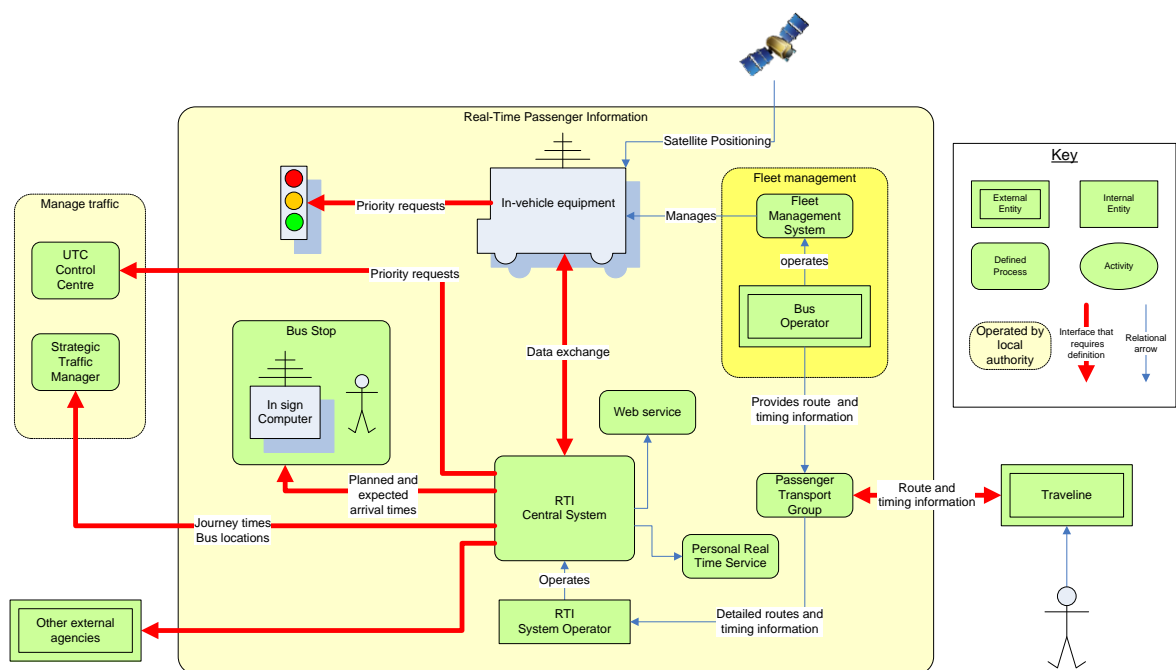 Real-Time Passenger Information
Satellite Positioning
Key
External
Entity
Internal
Entity
Defined
Process
Activity
Operated by
local
authority
Interface that
requires
definition
Relational
arrow
Manage traffic
UTC
Control
Centre
Strategic
Traffic
Manager
Priority requests
In-vehicle equipment
Manages
Fleet management
Fleet
Management
System
operates
Bus
Operator
Priority requests
Bus Stop
In sign
Computer
Data exchange
Provides route and
timing information
Web service
Planned and
expected
arrival times
RTI
Central System
Passenger
Transport
Group
Route and
timing information
Traveline
Journey times
Bus locations
Personal Real
Time Service
Operates
RTI
System Operator
Detailed routes and
timing information
Other external
agencies